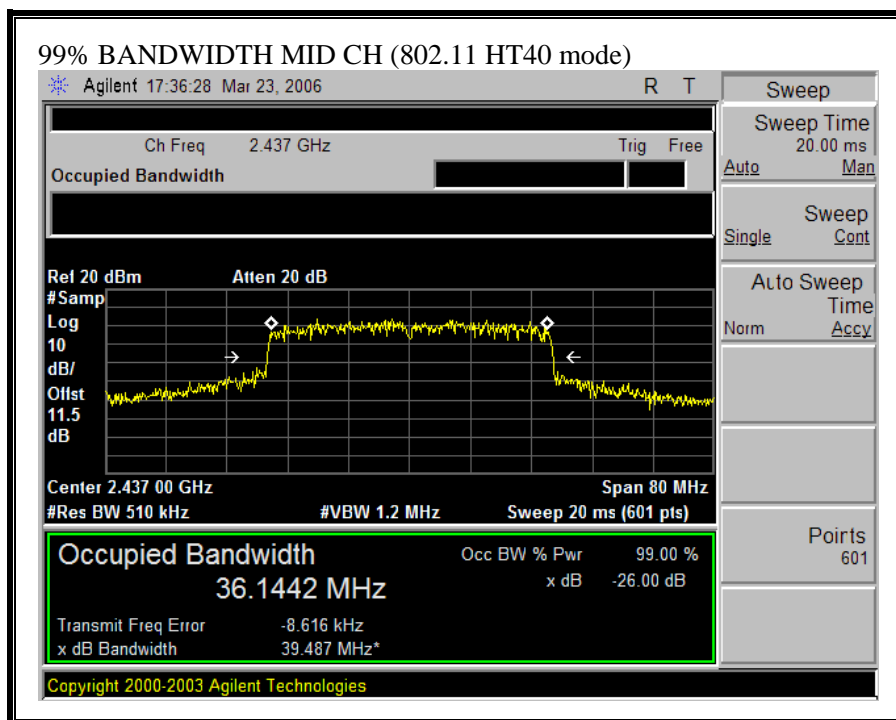 99% BANDWIDTH MID CH (802.11 HT40 mode)
Agilent 17:36:28 Mar 23, 2006 R T
Ch Freq 2.437 GHz Trig Free
Occupied Bandwidth
Ref 20 dBm Atten 20 dB
#Samp
Log
10
dB/
Offst
11.5
dB
Center 2.437 00 GHz Span 80 MHz
#Res BW 510 kHz #VBW 1.2 MHz Sweep 20 ms (601 pts)
Occupied Bandwidth Occ BW % Pwr 99.00 %
36.1442 MHz x dB -26.00 dB
Transmit Freq Error -8.616 kHz
x dB Bandwidth 39.487 MHz*
Copyright 2000-2003 Agilent Technologies
Sweep
Sweep Time
20.00 ms
Auto Man
Sweep
Single Cont
Auto Sweep
Time
Norm Accy
Points
601